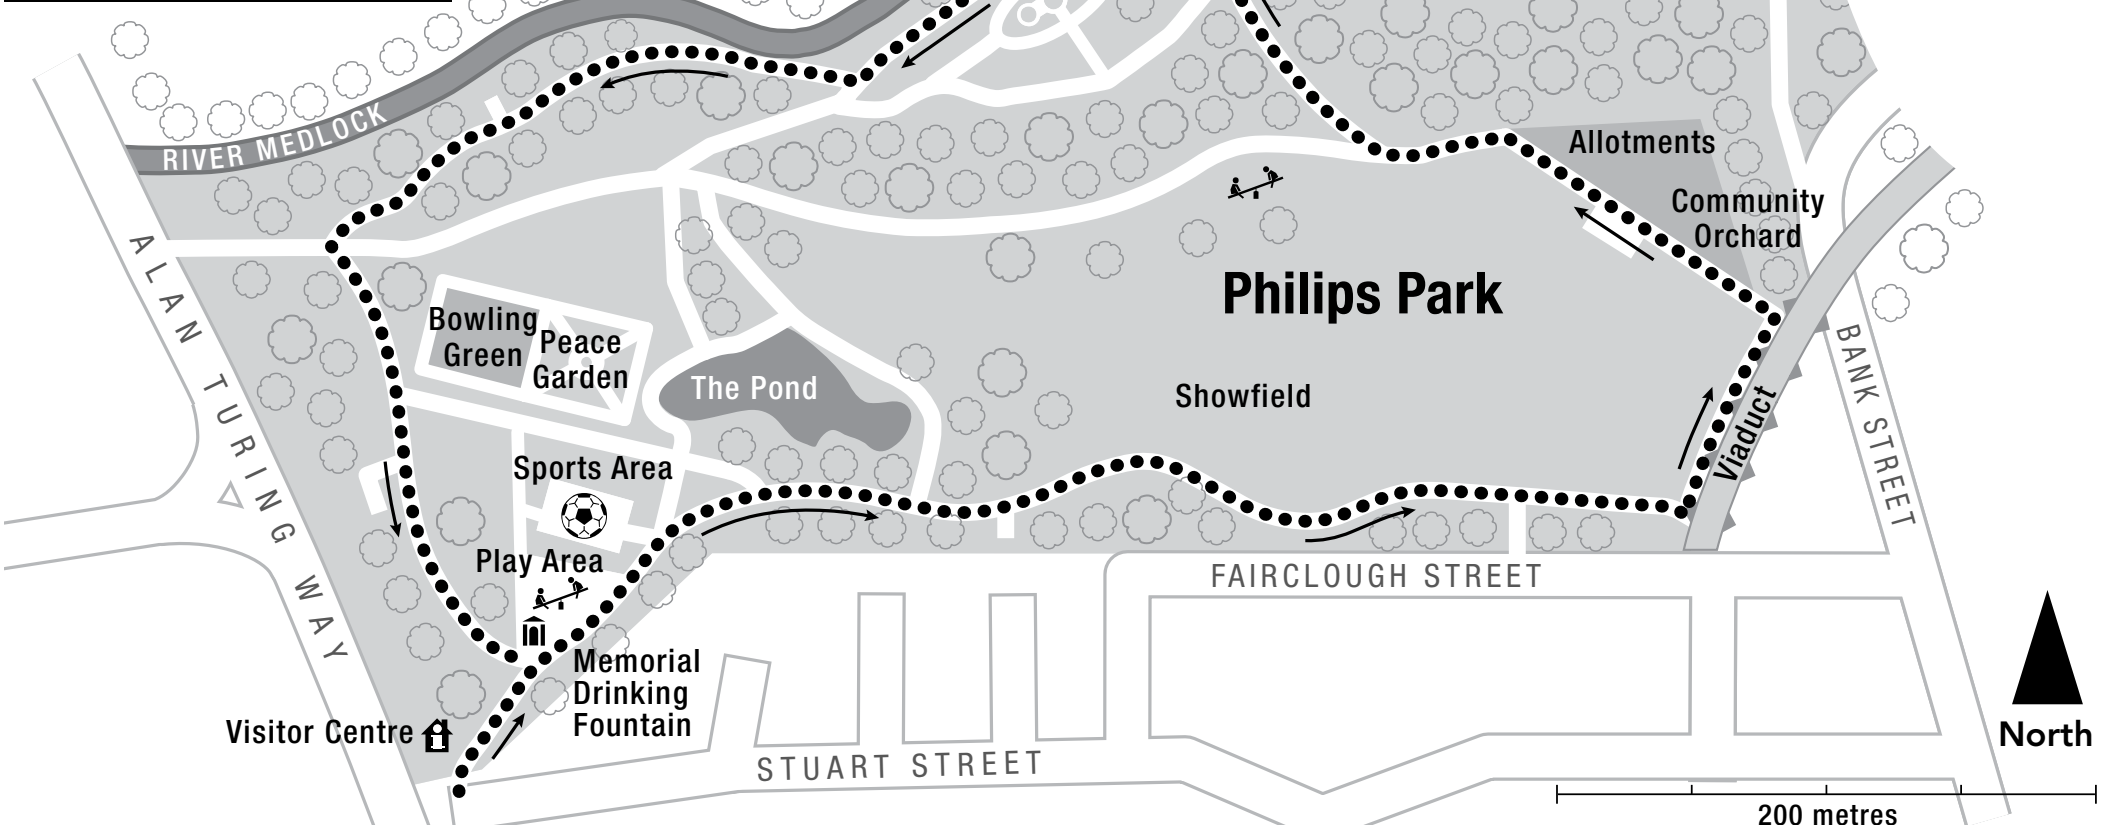 RIVER MEDLOCK
Allotments
Community
Orchard
ALAN TURING WAY
Philips Park
Bowling
Green
Peace
Garden
The Pond
Showfield
Viaduct
BANK STREET
Sports Area
Play Area
FAIRCLOUGH STREET
Memorial
Drinking
Fountain
Visitor Centre
STUART STREET
North
200 metres